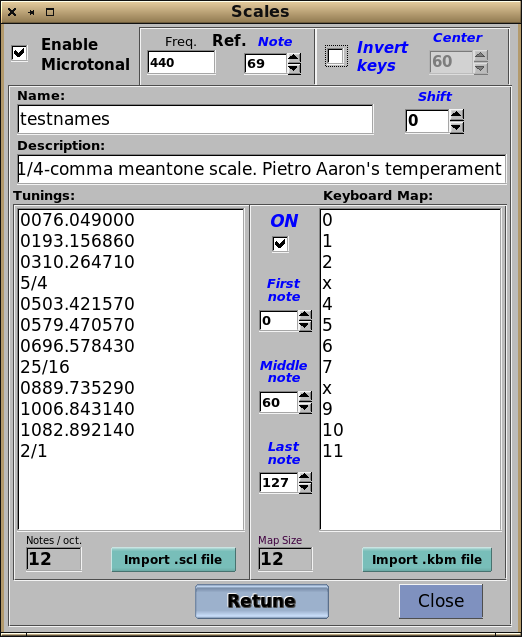 Scales
Enable Microtonal
Freq. Ref. Note
440 69
Invert keys
Center
60
Name:
testnames
Shift
0
Description:
1/4-comma meantone scale. Pietro Aaron's temperament
Tunings:
0076.049000
0193.156860
0310.264710
5/4
0503.421570
0579.470570
0696.578430
25/16
0889.735290
1006.843140
1082.892140
2/1
ON
First note
0
Middle note
60
Last note
127
Keyboard Map:
0
1
2
x
4
5
6
7
x
9
10
11
Notes / oct.
12
Import .scl file
Map Size
12
Import .kbm file
Retune
Close